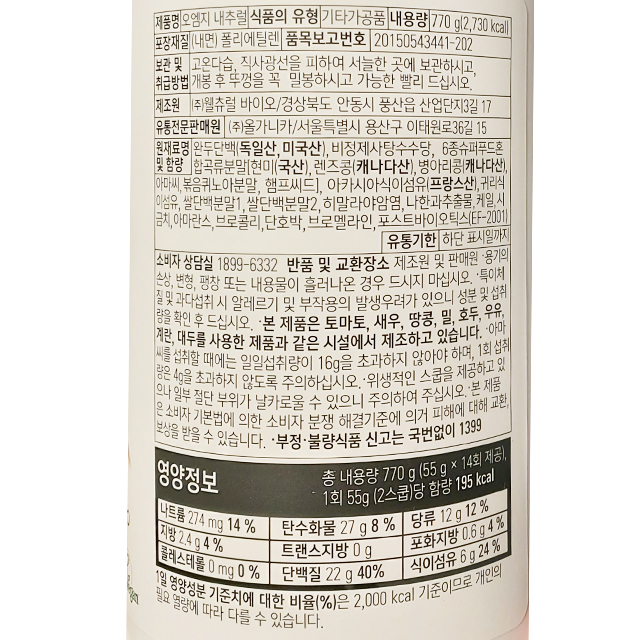 제품명 오엠지 내추럴 식품의 유형 기타가공품 내용량 770 g(2,730 kcal)
포장재질 (내면) 폴리에틸렌 품목보고번호 20150543441-202
보관 및 취급방법 고온다습, 직사광선을 피하여 서늘한 곳에 보관하시고,
개봉 후 뚜껑을 꼭 밀봉하시고 가능한 빨리 드십시오.
제조원 ㈜웰츄럴 바이오/경상북도 안동시 풍산읍 산업단지3길 17
유통전문판매원 ㈜올가니카/서울특별시 용산구 이태원로36길 15
원재료명 및 함량 완두단백(독일산, 미국산), 비정제사탕수수당, 6종슈퍼푸드혼
합곡류분말[현미(국산), 렌즈콩(캐나다산), 병아리콩(캐나다산),
아마씨, 볶음퀴노아분말, 햄프씨드], 아카시아식이섬유(프랑스산), 귀리식
이섬유, 쌀단백분말1, 쌀단백분말2, 히말라야암염, 나한과추출물, 케일, 시
금치, 아마란스, 브로콜리, 단호박, 브로멜라인, 포스트바이오틱스(EF-2001)
유통기한 하단 표시일까지
소비자 상담실 1899-6332 반품 및 교환장소 제조원 및 판매원 ·용기의
손상, 변형, 팽창 또는 내용물이 흘러나온 경우 드시지 마십시오. ·특이체
질 및 과다섭취 시 알레르기 및 부작용의 발생우려가 있으니 성분 및 섭취
량을 확인 후 드십시오. ·본 제품은 토마토, 새우, 땅콩, 밀, 호두, 우유,
계란, 대두를 사용한 제품과 같은 시설에서 제조하고 있습니다. ·아마
씨를 섭취할 때에는 일일섭취량이 16g을 초과하지 않아야 하며, 1회 섭취
량은 4g을 초과하지 않도록 주의하십시오. ·위생적인 스쿱을 제공하고 있
으나 일부 절단 부위가 날카로울 수 있으니 주의하여 주십시오. ·본 제품
은 소비자 기본법에 의한 소비자 분쟁 해결기준에 의거 피해에 대해 교환,
보상을 받을 수 있습니다. ·부정·불량식품 신고는 국번없이 1399
영양정보
총 내용량 770 g (55 g × 14회 제공),
1회 55g (2스쿱)당 함량 195 kcal
나트륨 274 mg 14 % 탄수화물 27 g 8 % 당류 12 g 12 %
지방 2.4 g 4 % 트랜스지방 0 g 포화지방 0.6 g 4 %
콜레스테롤 0 mg 0 % 단백질 22 g 40% 식이섬유 6 g 24 %
1일 영양성분 기준치에 대한 비율(%)은 2,000 kcal 기준이므로 개인의
필요 열량에 따라 다를 수 있습니다.